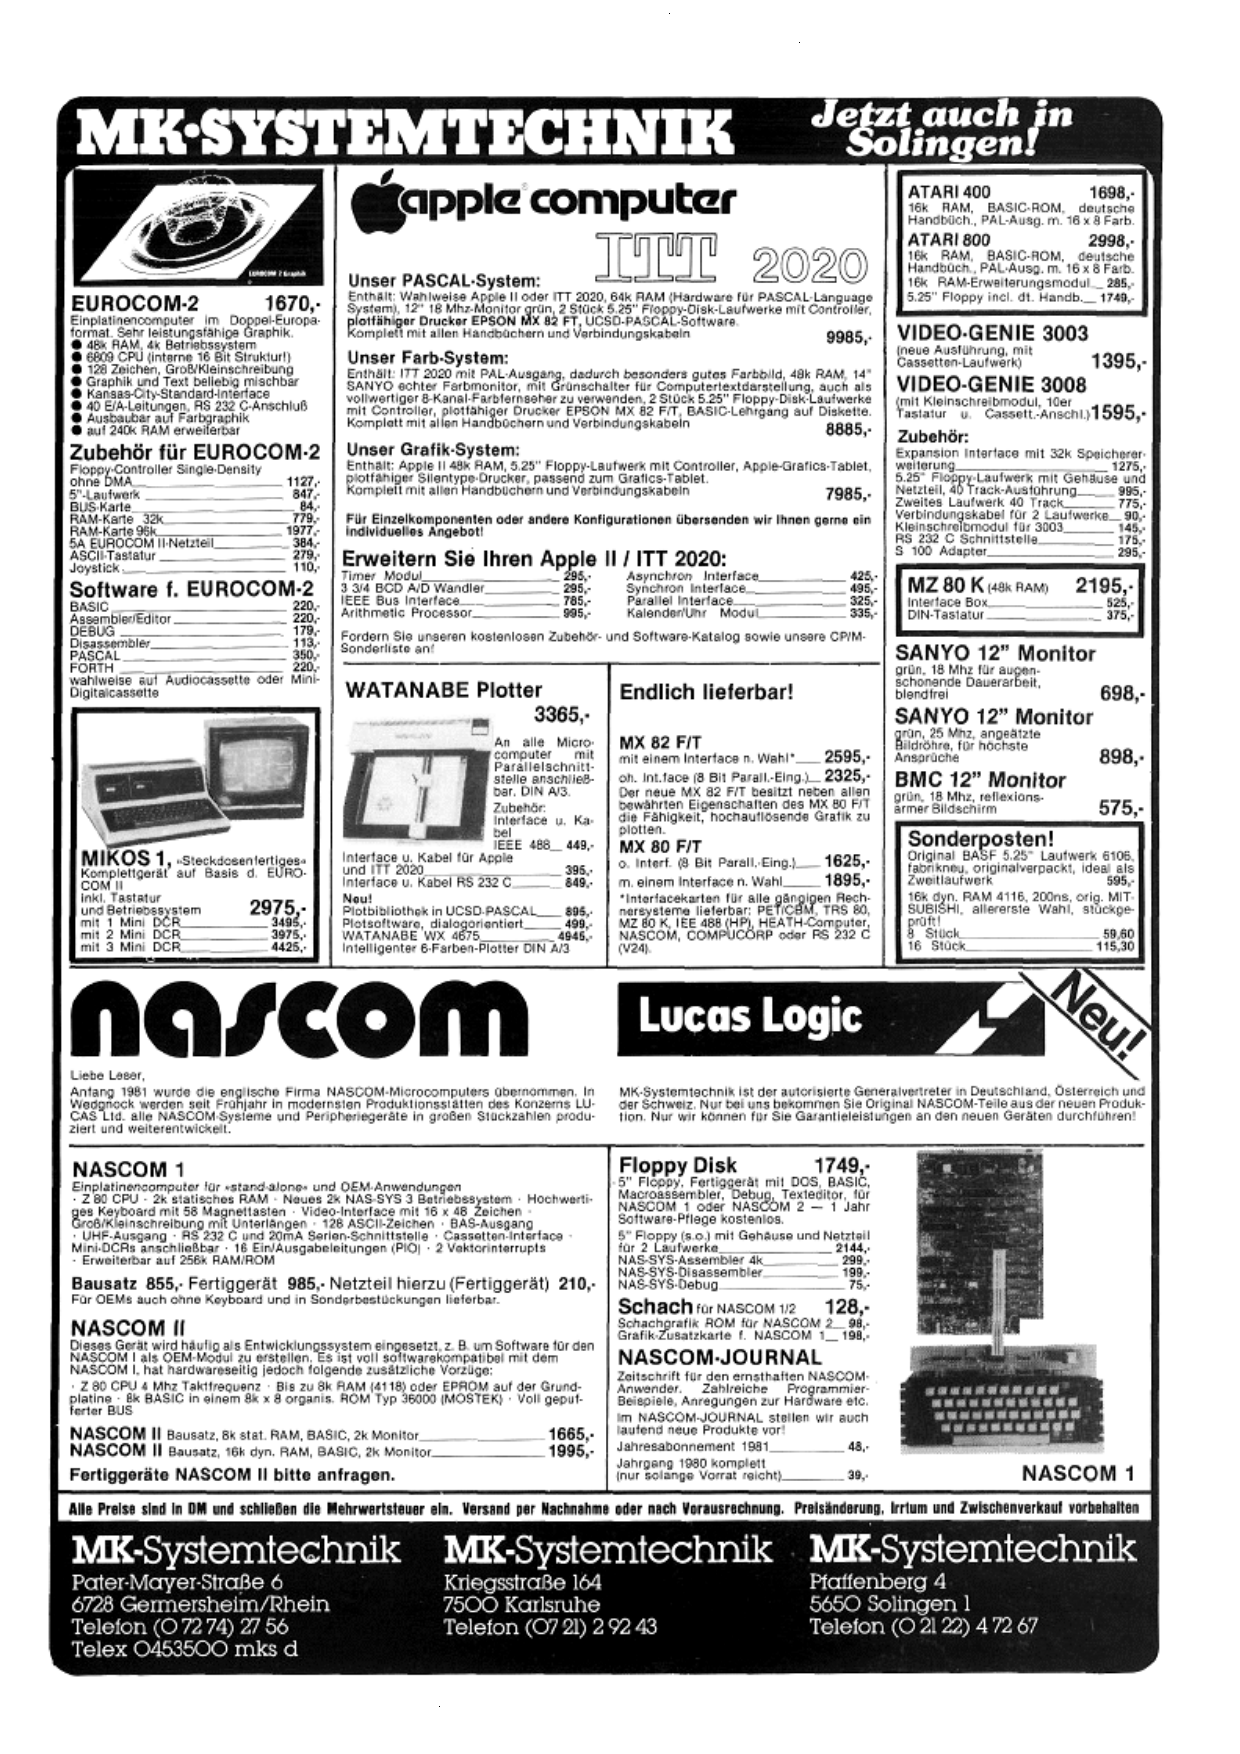 MK-SYSTEMTECHNIK
Jetzt auch in
Solingen!
EUROCOM 2 Graphik
EUROCOM-2 1670,-
Einplatinencomputer im Doppel-Europa-
format. Sehr leistungsfähige Graphik.
● 48k RAM, 4k Betriebssystem
● 6809 CPU (interne 16 Bit Struktur!)
● 128 Zeichen, Groß/Kleinschreibung
● Graphik und Text beliebig mischbar
● Kansas-City-Standard-Interface
● 40 E/A-Leitungen, RS 232 C-Anschluß
● Ausbaubar auf Farbgraphik
● auf 240k RAM erweiterbar
Zubehör für EUROCOM-2
Floppy-Controller Single-Density
ohne DMA 1127,-
5"-Laufwerk 847,-
BUS-Karte 84,-
RAM-Karte 32k 779,-
RAM-Karte 96k 1977,-
5A EUROCOM II-Netzteil 384,-
ASCII-Tastatur 279,-
Joystick 110,-
Software f. EUROCOM-2
BASIC 220,-
Assembler/Editor 220,-
DEBUG 179,-
Disassembler 113,-
PASCAL 350,-
FORTH 220,-
wahlweise auf Audiocassette oder Mini-
Digitalcassette
MIKOS 1, «Steckdosenfertiges»
Komplettgerät auf Basis d. EURO-
COM II
inkl. Tastatur
und Betriebssystem 2975,-
mit 1 Mini DCR 3495,-
mit 2 Mini DCR 3975,-
mit 3 Mini DCR 4425,-
apple computer
ITT 2020
Unser PASCAL-System:
Enthält: Wahlweise Apple II oder ITT 2020, 64k RAM (Hardware für PASCAL-Language
System), 12" 18 Mhz-Monitor grün, 2 Stück 5.25" Floppy-Disk-Laufwerke mit Controller,
plotfähiger Drucker EPSON MX 82 FT, UCSD-PASCAL-Software.
Komplett mit allen Handbüchern und Verbindungskabeln 9985,-
Unser Farb-System:
Enthält: ITT 2020 mit PAL-Ausgang, dadurch besonders gutes Farbbild, 48k RAM, 14"
SANYO echter Farbmonitor, mit Grünschalter für Computertextdarstellung, auch als
vollwertiger 8-Kanal-Farbfernseher zu verwenden, 2 Stück 5.25" Floppy-Disk-Laufwerke
mit Controller, plotfähiger Drucker EPSON MX 82 F/T, BASIC-Lehrgang auf Diskette.
Komplett mit allen Handbüchern und Verbindungskabeln 8885,-
Unser Grafik-System:
Enthält: Apple II 48k RAM, 5.25" Floppy-Laufwerk mit Controller, Apple-Grafics-Tablet,
plotfähiger Silentype-Drucker, passend zum Grafics-Tablet.
Komplett mit allen Handbüchern und Verbindungskabeln 7985,-
Für Einzelkomponenten oder andere Konfigurationen übersenden wir Ihnen gerne ein
individuelles Angebot!
Erweitern Sie Ihren Apple II / ITT 2020:
Timer Modul 295,- Asynchron Interface 425,-
3 3/4 BCD A/D Wandler 295,- Synchron Interface 495,-
IEEE Bus Interface 785,- Parallel Interface 325,-
Arithmetic Processor 995,- Kalender/Uhr Modul 335,-
Fordern Sie unseren kostenlosen Zubehör- und Software-Katalog sowie unsere CP/M-
Sonderliste an!
WATANABE Plotter
3365,-
An alle Micro-
computer mit
Parallelschnitt-
stelle anschließ-
bar. DIN A/3.
Zubehör:
Interface u. Ka-
bel
IEEE 488 449,-
Interface u. Kabel für Apple
und ITT 2020 395,-
Interface u. Kabel RS 232 C 849,-
Neu!
Plotbibliothek in UCSD-PASCAL 895,-
Plotsoftware, dialogorientiert 499,-
WATANABE WX 4675 4945,-
Intelligenter 6-Farben-Plotter DIN A/3
Endlich lieferbar!
MX 82 F/T
mit einem Interface n. Wahl* 2595,-
oh. Int.face (8 Bit Parall.-Eing.) 2325,-
Der neue MX 82 F/T besitzt neben allen
bewährten Eigenschaften des MX 80 F/T
die Fähigkeit, hochauflösende Grafik zu
plotten.
MX 80 F/T
o. Interf. (8 Bit Parall.-Eing.) 1625,-
m. einem Interface n. Wahl 1895,-
*Interfacekarten für alle gängigen Rech-
nersysteme lieferbar: PET/CBM, TRS 80,
MZ 80 K, IEE 488 (HP), HEATH-Computer,
NASCOM, COMPUCORP oder RS 232 C
(V24).
ATARI 400 1698,-
16k RAM, BASIC-ROM, deutsche
Handbüch., PAL-Ausg. m. 16 x 8 Farb.
ATARI 800 2998,-
16k RAM, BASIC-ROM, deutsche
Handbüch., PAL-Ausg. m. 16 x 8 Farb.
16k RAM-Erweiterungsmodul 285,-
5.25" Floppy incl. dt. Handb. 1749,-
VIDEO-GENIE 3003
(neue Ausführung, mit
Cassetten-Laufwerk) 1395,-
VIDEO-GENIE 3008
(mit Kleinschreibmodul, 10er
Tastatur u. Cassett.-Anschl.) 1595,-
Zubehör:
Expansion Interface mit 32k Speicherer-
weiterung 1275,-
5.25" Floppy-Laufwerk mit Gehäuse und
Netzteil, 40 Track-Ausführung 995,-
Zweites Laufwerk 40 Track 775,-
Verbindungskabel für 2 Laufwerke 90,-
Kleinschreibmodul für 3003 145,-
RS 232 C Schnittstelle 175,-
S 100 Adapter 295,-
MZ 80 K (48k RAM) 2195,-
Interface Box 525,-
DIN-Tastatur 375,-
SANYO 12" Monitor
grün, 18 Mhz für augen-
schonende Dauerarbeit,
blendfrei 698,-
SANYO 12" Monitor
grün, 25 Mhz, angeätzte
Bildröhre, für höchste
Ansprüche 898,-
BMC 12" Monitor
grün, 18 Mhz, reflexions-
armer Bildschirm 575,-
Sonderposten!
Original BASF 5.25" Laufwerk 6106,
fabrikneu, originalverpackt, ideal als
Zweitlaufwerk 595,-
16k dyn. RAM 4116, 200ns, orig. MIT-
SUBISHI, allererste Wahl, stückge-
prüft!
8 Stück 59,60
16 Stück 115,30
nascom
Lucas Logic
Neu!
Liebe Leser,
Anfang 1981 wurde die englische Firma NASCOM-Microcomputers übernommen. In
Wedgnock werden seit Frühjahr in modernsten Produktionsstätten des Konzerns LU-
CAS Ltd. alle NASCOM-Systeme und Peripheriegeräte in großen Stückzahlen produ-
ziert und weiterentwickelt.
MK-Systemtechnik ist der autorisierte Generalvertreter in Deutschland, Österreich und
der Schweiz. Nur bei uns bekommen Sie Original NASCOM-Teile aus der neuen Produk-
tion. Nur wir können für Sie Garantieleistungen an den neuen Geräten durchführen!
NASCOM 1
Einplatinencomputer für «stand-alone» und OEM-Anwendungen
· Z 80 CPU · 2k statisches RAM · Neues 2k NAS-SYS 3 Betriebssystem · Hochwerti-
ges Keyboard mit 58 Magnettasten · Video-Interface mit 16 x 48 Zeichen ·
Groß/Kleinschreibung mit Unterlängen · 128 ASCII-Zeichen · BAS-Ausgang
· UHF-Ausgang · RS 232 C und 20mA Serien-Schnittstelle · Cassetten-Interface ·
Mini-DCRs anschließbar · 16 Ein/Ausgabeleitungen (PIO) · 2 Vektorinterrupts
· Erweiterbar auf 256k RAM/ROM
Bausatz 855,- Fertiggerät 985,- Netzteil hierzu (Fertiggerät) 210,-
Für OEMs auch ohne Keyboard und in Sonderbestückungen lieferbar.
NASCOM II
Dieses Gerät wird häufig als Entwicklungssystem eingesetzt, z. B. um Software für den
NASCOM I als OEM-Modul zu erstellen. Es ist voll softwarekompatibel mit dem
NASCOM I, hat hardwareseitig jedoch folgende zusätzliche Vorzüge:
· Z 80 CPU 4 Mhz Taktfrequenz · Bis zu 8k RAM (4118) oder EPROM auf der Grund-
platine · 8k BASIC in einem 8k x 8 organis. ROM Typ 36000 (MOSTEK) · Voll gepuf-
ferter BUS
NASCOM II Bausatz, 8k stat. RAM, BASIC, 2k Monitor 1665,-
NASCOM II Bausatz, 16k dyn. RAM, BASIC, 2k Monitor 1995,-
Fertiggeräte NASCOM II bitte anfragen.
Floppy Disk 1749,-
5" Floppy, Fertiggerät mit DOS, BASIC,
Macroassembler, Debug, Texteditor, für
NASCOM 1 oder NASCOM 2 — 1 Jahr
Software-Pflege kostenlos.
5" Floppy (s.o.) mit Gehäuse und Netzteil
für 2 Laufwerke 2144,-
NAS-SYS-Assembler 4k 299,-
NAS-SYS-Disassembler 199,-
NAS-SYS-Debug 75,-
Schach für NASCOM 1/2 128,-
Schachgrafik ROM für NASCOM 2 98,-
Grafik-Zusatzkarte f. NASCOM 1 198,-
NASCOM-JOURNAL
Zeitschrift für den ernsthaften NASCOM-
Anwender. Zahlreiche Programmier-
Beispiele, Anregungen zur Hardware etc.
Im NASCOM-JOURNAL stellen wir auch
laufend neue Produkte vor!
Jahresabonnement 1981 48,-
Jahrgang 1980 komplett
(nur solange Vorrat reicht) 39,-
NASCOM 1
Alle Preise sind in DM und schließen die Mehrwertsteuer ein. Versand per Nachnahme oder nach Vorausrechnung. Preisänderung, Irrtum und Zwischenverkauf vorbehalten
MK-Systemtechnik
Pater-Mayer-Straße 6
6728 Germersheim/Rhein
Telefon (0 72 74) 27 56
Telex 0453500 mks d
MK-Systemtechnik
Kriegsstraße 164
7500 Karlsruhe
Telefon (07 21) 2 92 43
MK-Systemtechnik
Pfaffenberg 4
5650 Solingen 1
Telefon (0 21 22) 4 72 67